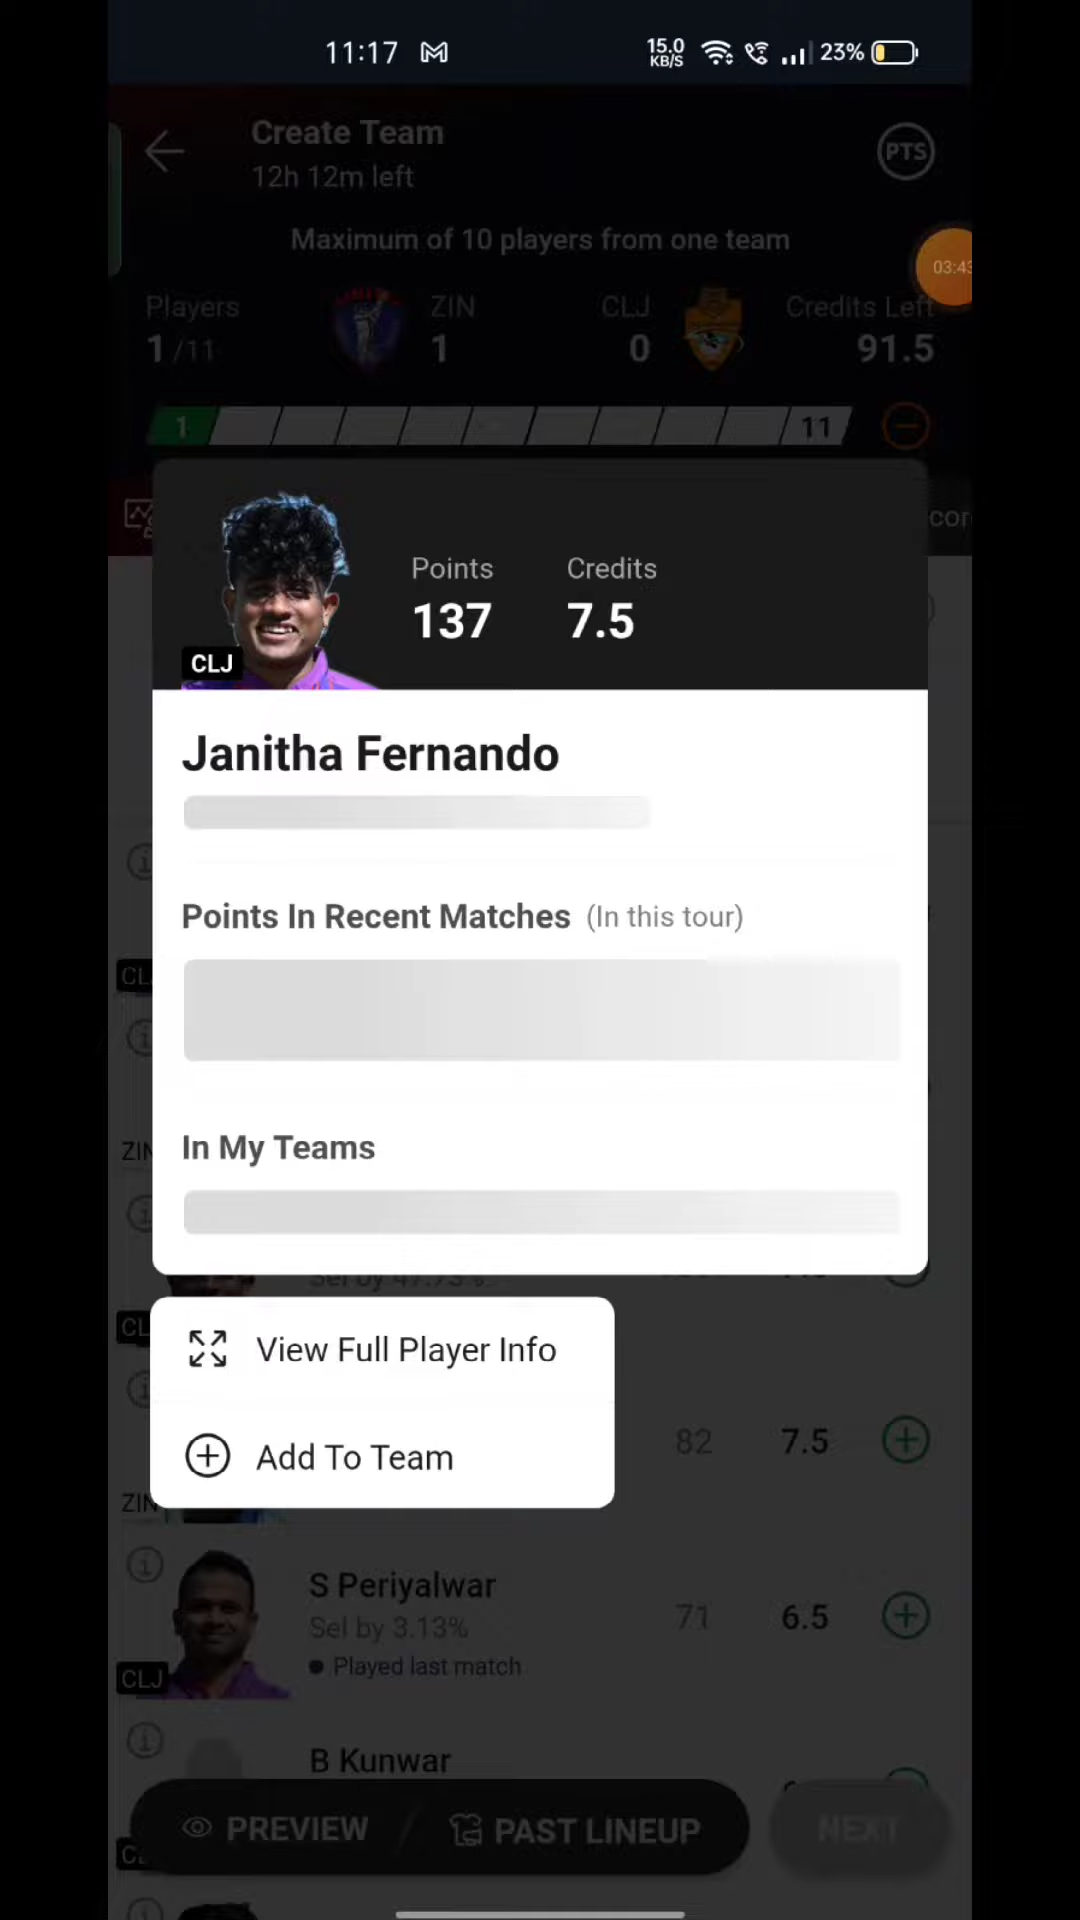 11:17
15.0
KB/S
23%
Create Team
12h 12m left
PTS
Maximum of 10 players from one team
03:43
Players
1/11
ZIN
1
CLJ
0
Credits Left
91.5
1
11
Points
137
Credits
7.5
CLJ
Janitha Fernando
Points In Recent Matches (In this tour)
In My Teams
ZIN
View Full Player Info
Add To Team
82
7.5
ZIN
S Periyalwar
Sel by 3.13%
Played last match
71
6.5
CLJ
B Kunwar
PREVIEW
PAST LINEUP
NEXT